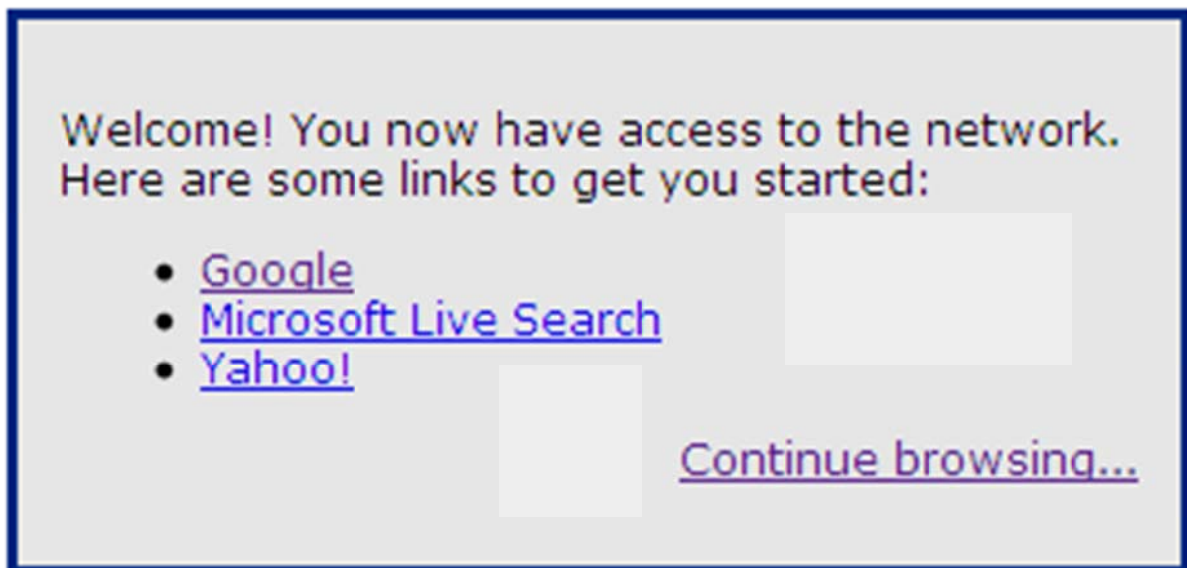 Welcome! You now have access to the network.
Here are some links to get you started:
• Google
• Microsoft Live Search
• Yahoo!
Continue browsing...